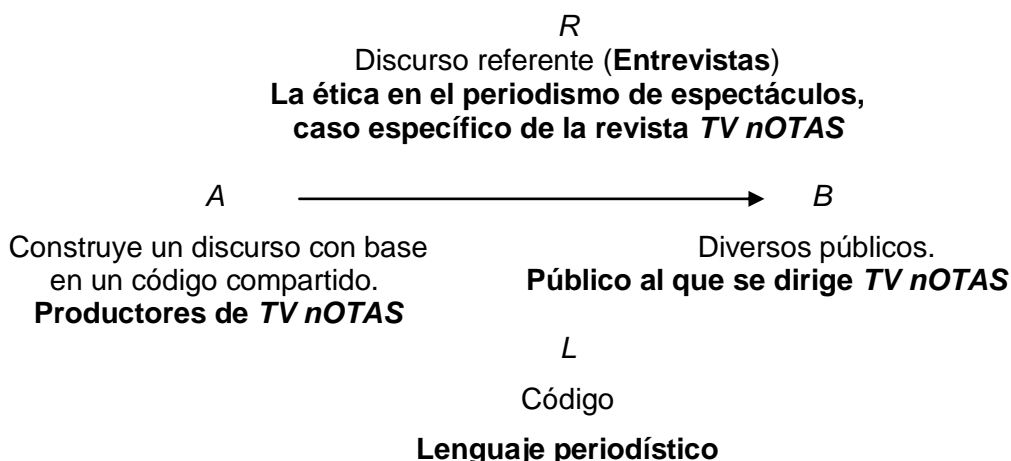 R
Discurso referente (Entrevistas)
La ética en el periodismo de espectáculos,
caso específico de la revista TV nOTAS
A B
Construye un discurso con base
en un código compartido.
Productores de TV nOTAS
Diversos públicos.
Público al que se dirige TV nOTAS
L
Código
Lenguaje periodístico